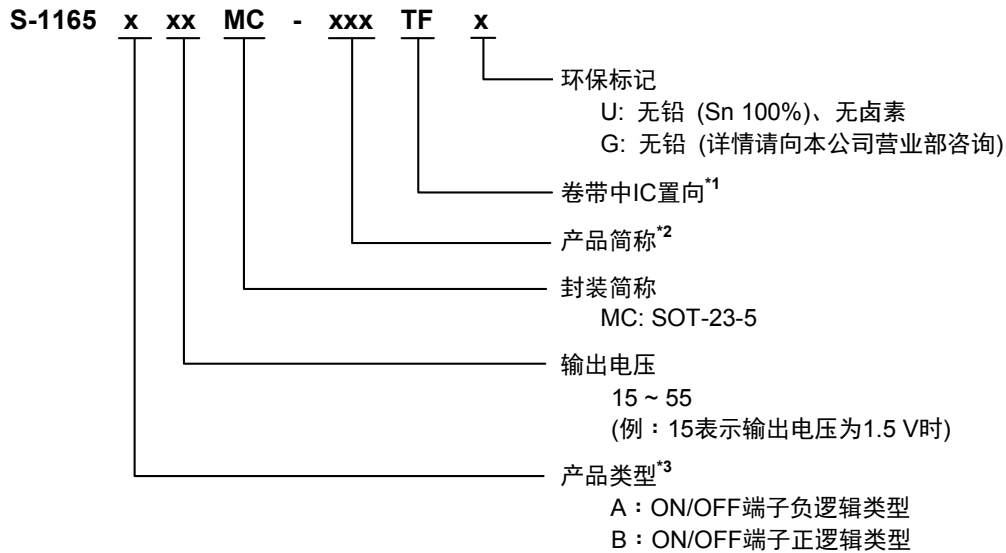 S-1165 x xx MC - xxx TF x
环保标记
U: 无铅 (Sn 100%)、无卤素
G: 无铅 (详情请向本公司营业部咨询)
卷带中IC置向*1
产品简称*2
封装简称
MC: SOT-23-5
输出电压
15 ~ 55
(例：15表示输出电压为1.5 V时)
产品类型*3
A：ON/OFF端子负逻辑类型
B：ON/OFF端子正逻辑类型